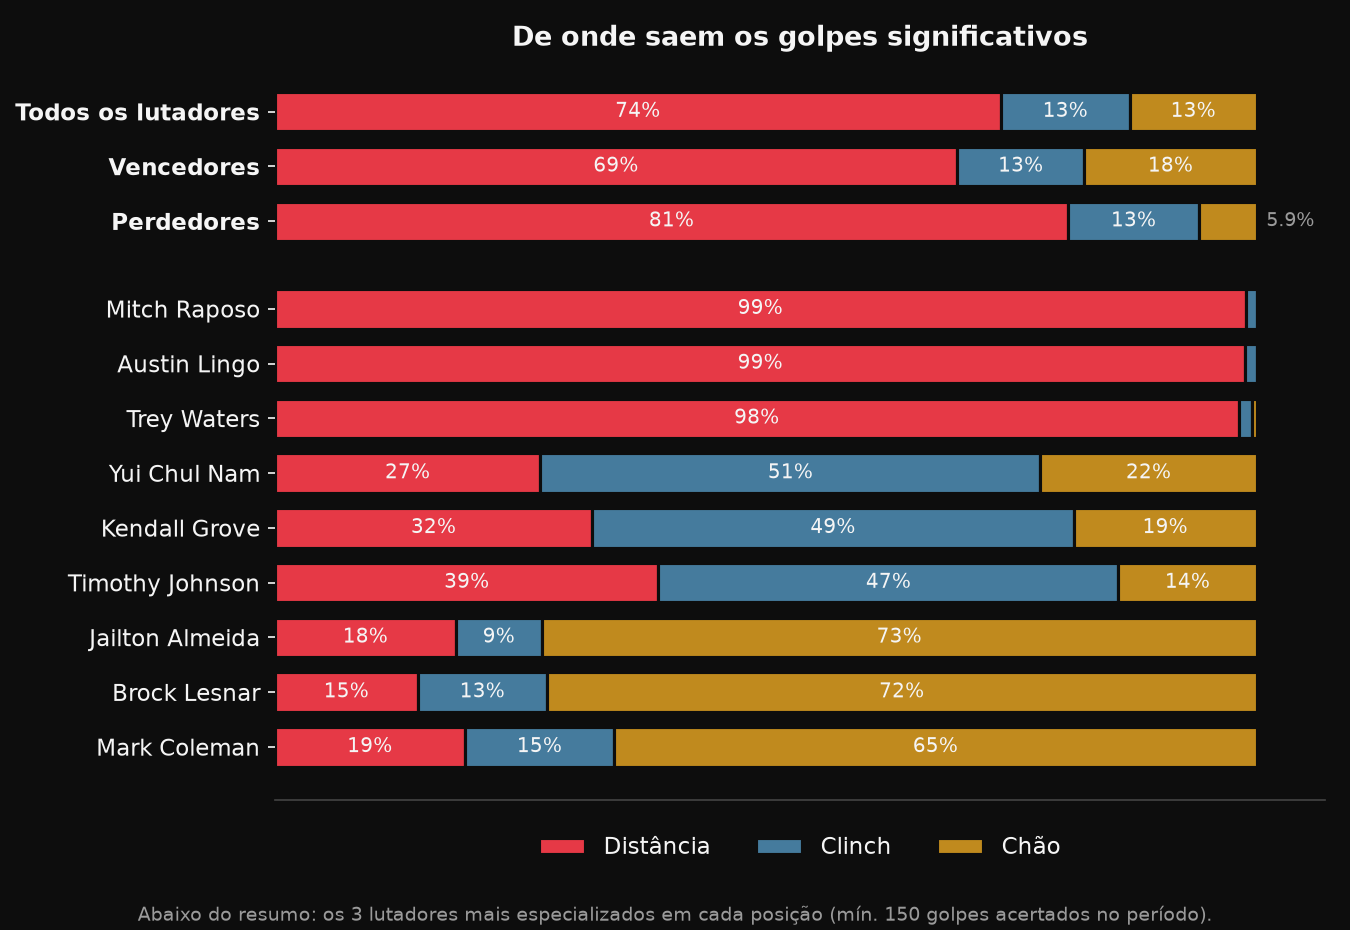 De onde saem os golpes significativos
Todos os lutadores 74% 13% 13%
Vencedores 69% 13% 18%
Perdedores 81% 13% 5.9%
Mitch Raposo 99%
Austin Lingo 99%
Trey Waters 98%
Yui Chul Nam 27% 51% 22%
Kendall Grove 32% 49% 19%
Timothy Johnson 39% 47% 14%
Jailton Almeida 18% 9% 73%
Brock Lesnar 15% 13% 72%
Mark Coleman 19% 15% 65%
Distância Clinch Chão
Abaixo do resumo: os 3 lutadores mais especializados em cada posição (mín. 150 golpes acertados no período).